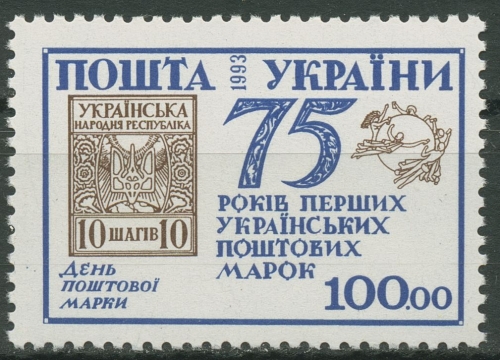 ПОШТА 1993 УКРАЇНИ
УКРАЇНСЬКА
НАРОДНЯ РЕСПУБЛІКА
10 ШАГІВ 10
75
РОКІВ ПЕРШИХ
УКРАЇНСЬКИХ
ПОШТОВИХ
МАРОК
ДЕНЬ
ПОШТОВОЇ
МАРКИ
100.00